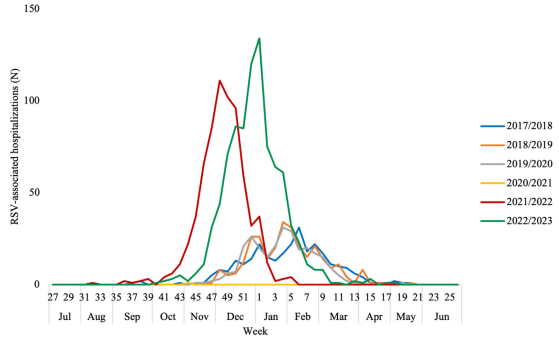 150
100
50
0
RSV-associated hospitalizations (N)
27 29 31 33 35 37 39 41 43 45 47 49 51 1 3 5 7 9 11 13 15 17 19 21 23 25
Jul Aug Sep Oct Nov Dec Jan Feb Mar Apr May Jun
Week
2017/2018
2018/2019
2019/2020
2020/2021
2021/2022
2022/2023